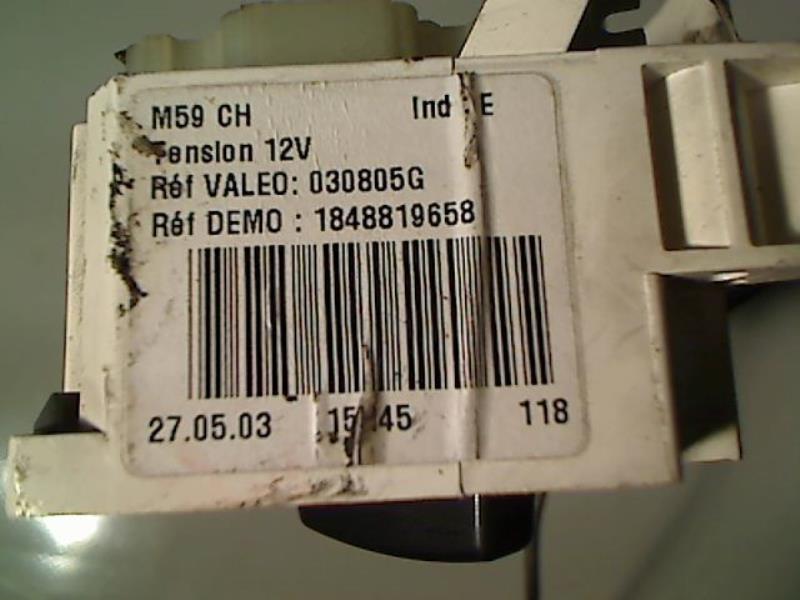 M59 CH Ind : E
Tension 12V
Réf VALEO: 030805G
Réf DEMO : 1848819658
27.05.03 15:45 118